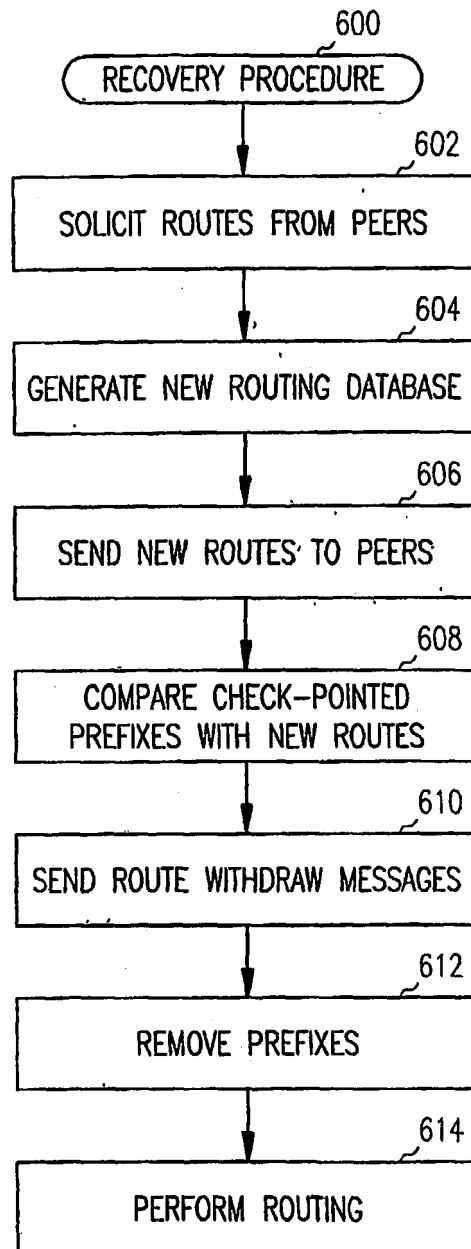 600
RECOVERY PROCEDURE
602
SOLICIT ROUTES FROM PEERS
604
GENERATE NEW ROUTING DATABASE
606
SEND NEW ROUTES TO PEERS
608
COMPARE CHECK-POINTED
PREFIXES WITH NEW ROUTES
610
SEND ROUTE WITHDRAW MESSAGES
612
REMOVE PREFIXES
614
PERFORM ROUTING